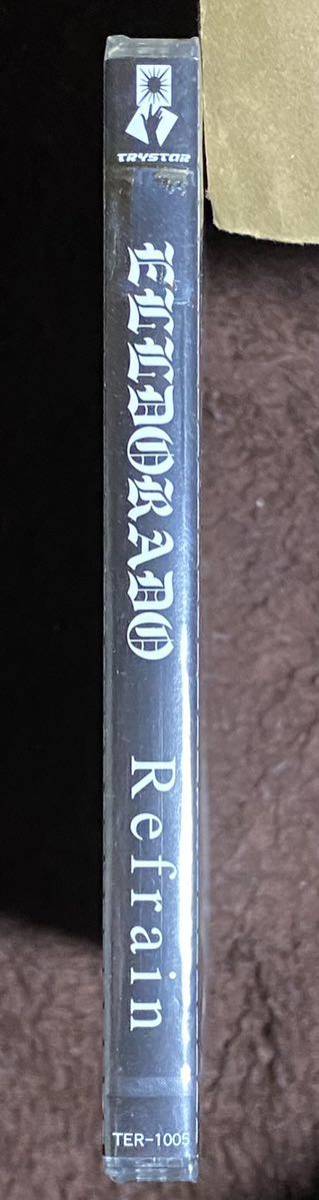 TRYSTAR
ELLDORADO
Refrain
TER-1005